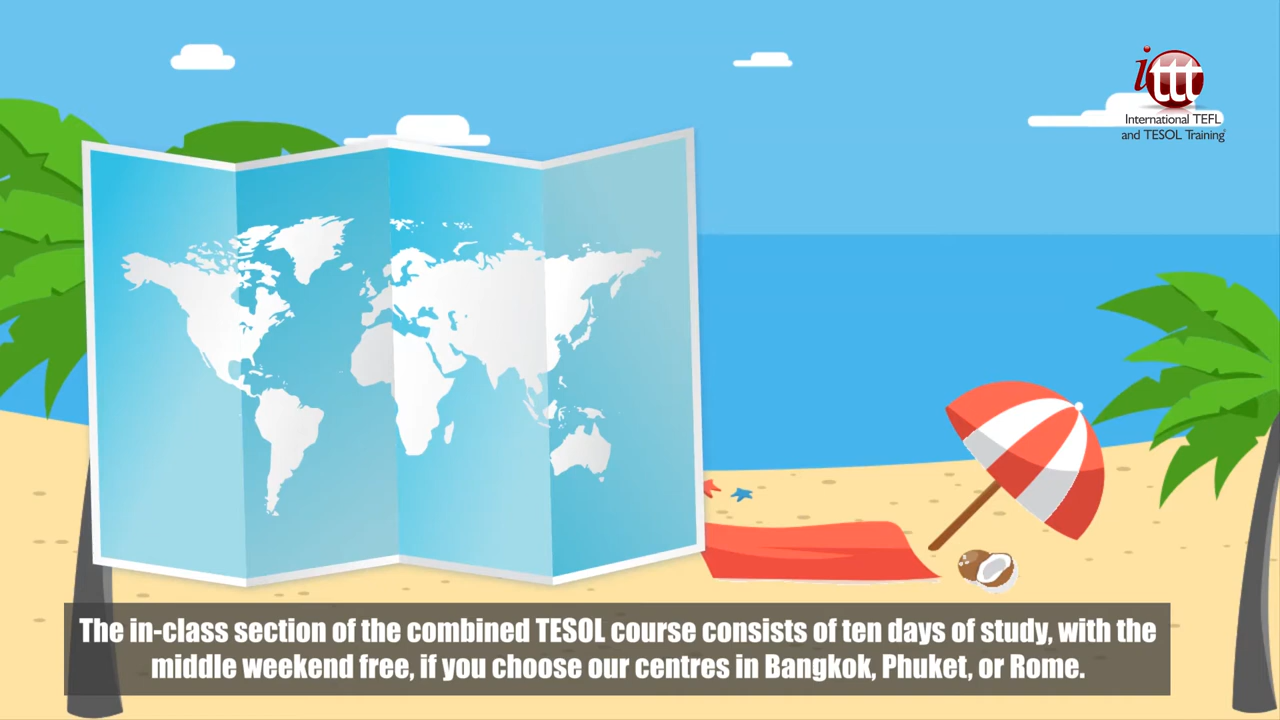 ittt
International TEFL
and TESOL Training
The in-class section of the combined TESOL course consists of ten days of study, with the
middle weekend free, if you choose our centres in Bangkok, Phuket, or Rome.